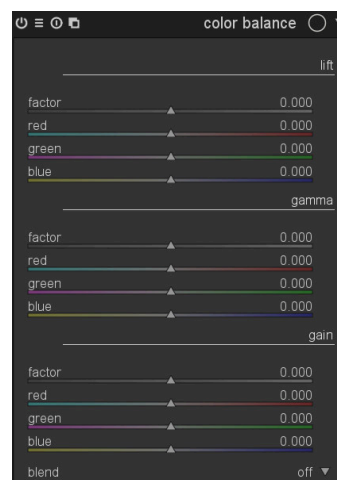 color balance
lift
factor 0.000
red 0.000
green 0.000
blue 0.000
gamma
factor 0.000
red 0.000
green 0.000
blue 0.000
gain
factor 0.000
red 0.000
green 0.000
blue 0.000
blend off